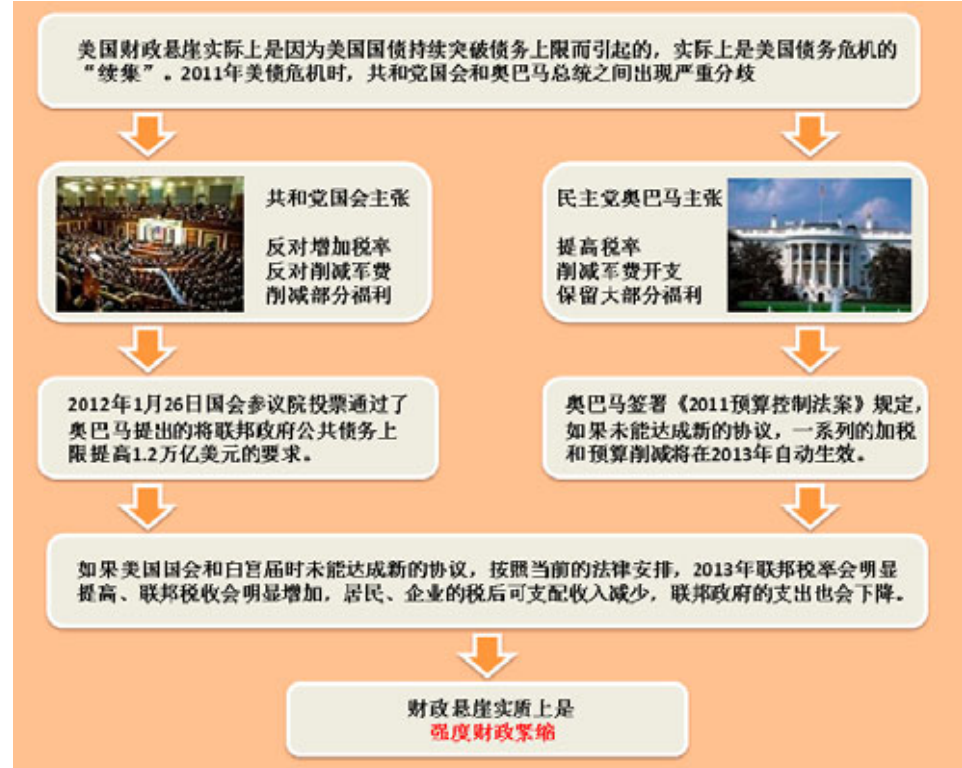 美国财政悬崖实际上是因为美国国债持续突破债务上限而引起的，实际上是美国债务危机的
“续集”。2011年美债危机时，共和党国会和奥巴马总统之间出现严重分歧
共和党国会主张
反对增加税率
反对削减军费
削减部分福利
民主党奥巴马主张
提高税率
削减军费开支
保留大部分福利
2012年1月26日国会参议院投票通过了
奥巴马提出的将联邦政府公共债务上
限提高1.2万亿美元的要求。
奥巴马签署《2011预算控制法案》规定，
如果未能达成新的协议，一系列的加税
和预算削减将在2013年自动生效。
如果美国国会和白宫届时未能达成新的协议，按照当前的法律安排，2013年联邦税率会明显
提高、联邦税收会明显增加，居民、企业的税后可支配收入减少，联邦政府的支出也会下降。
财政悬崖实质上是
强度财政紧缩